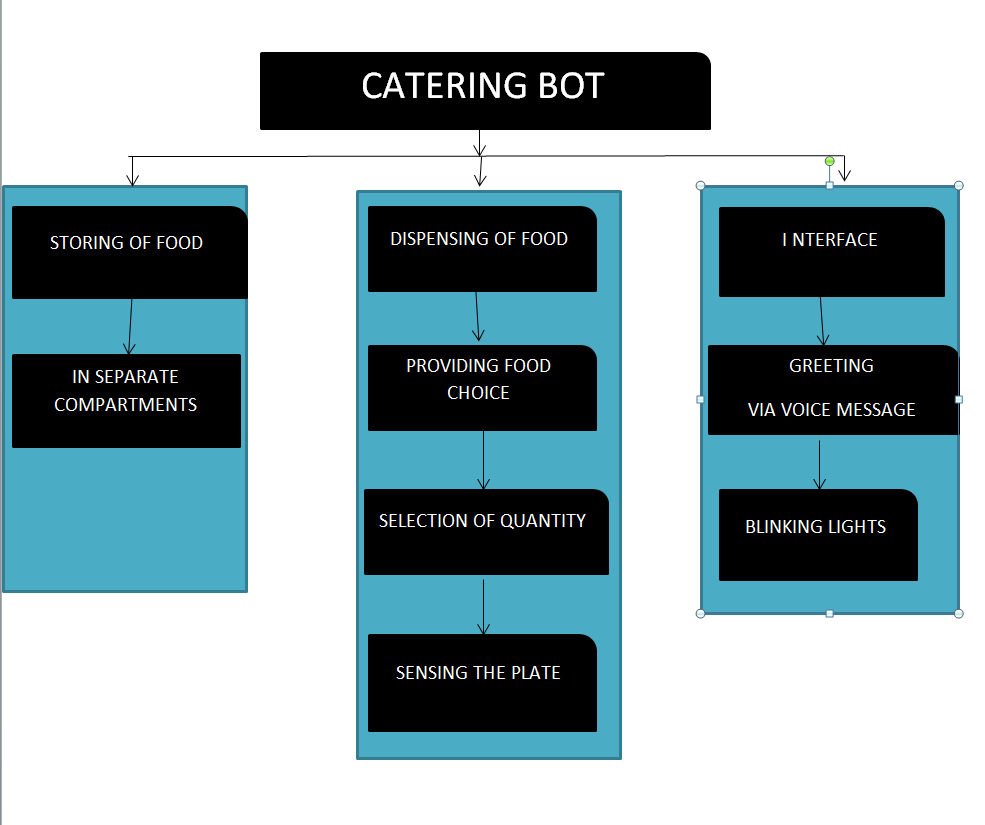 CATERING BOT
STORING OF FOOD
IN SEPARATE
COMPARTMENTS
DISPENSING OF FOOD
PROVIDING FOOD
CHOICE
SELECTION OF QUANTITY
SENSING THE PLATE
I NTERFACE
GREETING
VIA VOICE MESSAGE
BLINKING LIGHTS